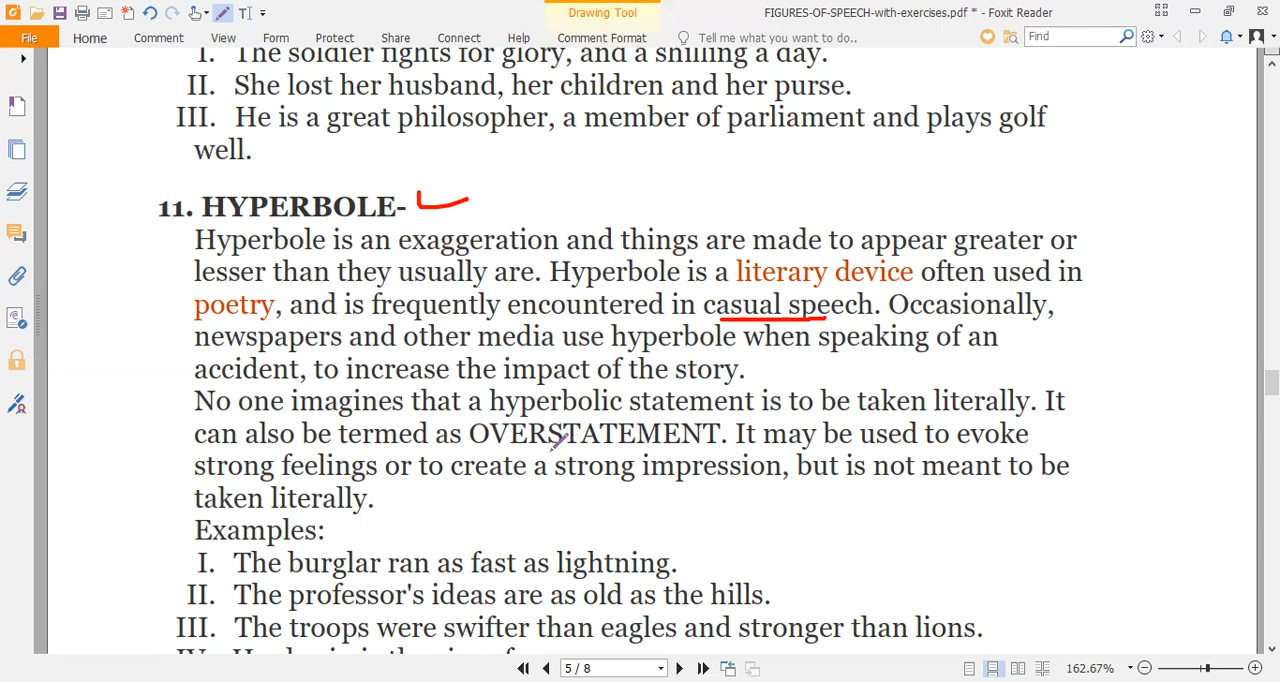 FIGURES-OF-SPEECH-with-exercises.pdf * - Foxit Reader
Drawing Tool
File Home Comment View Form Protect Share Connect Help Comment Format Tell me what you want to do.. Find
I. The soldier fights for glory, and a shilling a day.
II. She lost her husband, her children and her purse.
III. He is a great philosopher, a member of parliament and plays golf
well.
11. HYPERBOLE-
Hyperbole is an exaggeration and things are made to appear greater or
lesser than they usually are. Hyperbole is a literary device often used in
poetry, and is frequently encountered in casual speech. Occasionally,
newspapers and other media use hyperbole when speaking of an
accident, to increase the impact of the story.
No one imagines that a hyperbolic statement is to be taken literally. It
can also be termed as OVERSTATEMENT. It may be used to evoke
strong feelings or to create a strong impression, but is not meant to be
taken literally.
Examples:
I. The burglar ran as fast as lightning.
II. The professor's ideas are as old as the hills.
III. The troops were swifter than eagles and stronger than lions.
5 / 8 162.67%